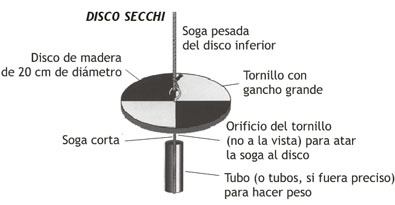 DISCO SECCHI
Soga pesada
del disco inferior
Disco de madera
de 20 cm de diámetro
Tornillo con
gancho grande
Soga corta
Orificio del tornillo
(no a la vista) para atar
la soga al disco
Tubo (o tubos, si fuera preciso)
para hacer peso